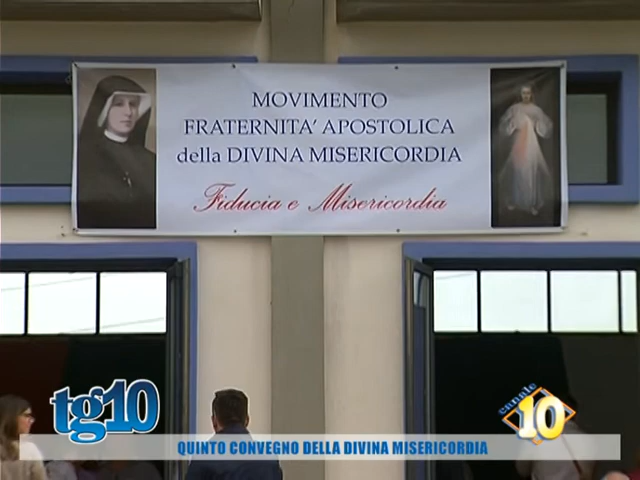 MOVIMENTO
FRATERNITA' APOSTOLICA
della DIVINA MISERICORDIA
Fiducia e Misericordia
tg10
canale
10
QUINTO CONVEGNO DELLA DIVINA MISERICORDIA